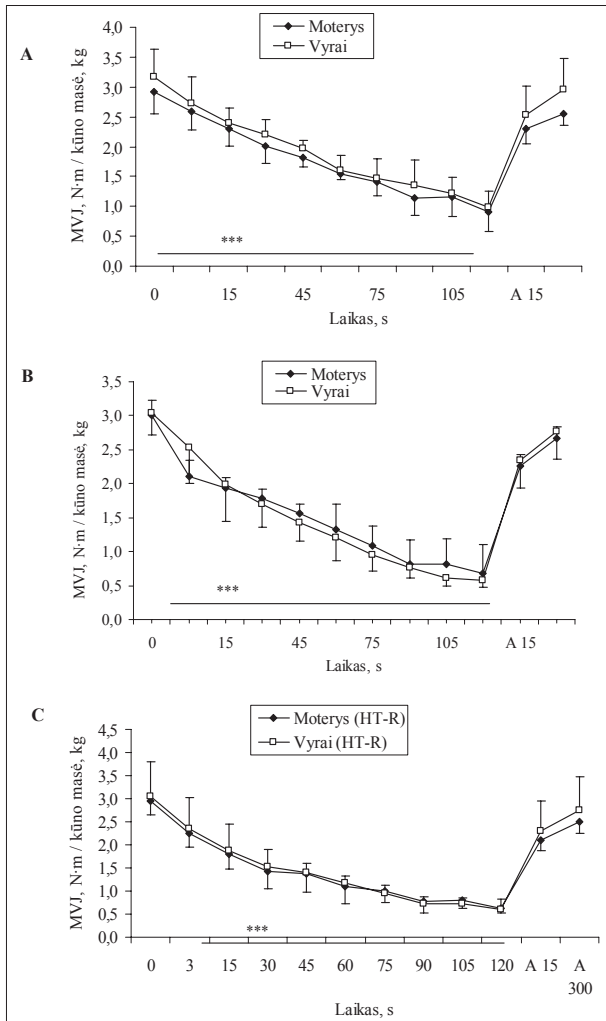 A
Moterys
Vyrai
MVJ, N·m / kūno masė, kg
4,0
3,5
3,0
2,5
2,0
1,5
1,0
0,5
0,0
***
0 15 45 75 105 A 15
Laikas, s
B
Moterys
Vyrai
MVJ, N·m / kūno masė, kg
3,5
3,0
2,5
2,0
1,5
1,0
0,5
0,0
***
0 15 45 75 105 A 15
Laikas, s
C
Moterys (HT-R)
Vyrai (HT-R)
MVJ, N·m / kūno masė, kg
4,5
4,0
3,5
3,0
2,5
2,0
1,5
1,0
0,5
0,0
***
0 3 15 30 45 60 75 90 105 120 A 15 A
300
Laikas, s